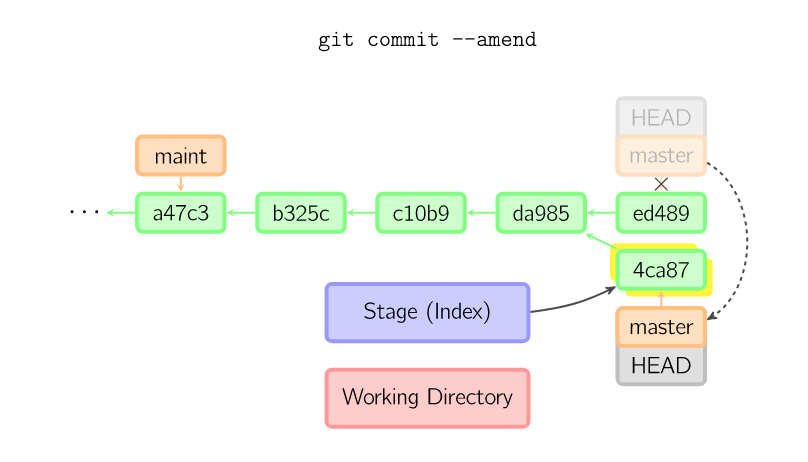 git commit --amend
HEAD
maint
master
...
a47c3
b325c
c10b9
da985
ed489
4ca87
Stage (Index)
master
HEAD
Working Directory